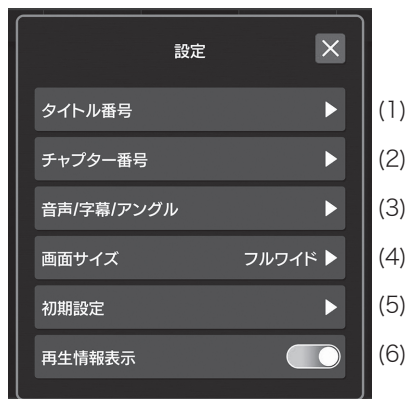 設定
タイトル番号 (1)
チャプター番号 (2)
音声/字幕/アングル (3)
画面サイズ フルワイド (4)
初期設定 (5)
再生情報表示 (6)